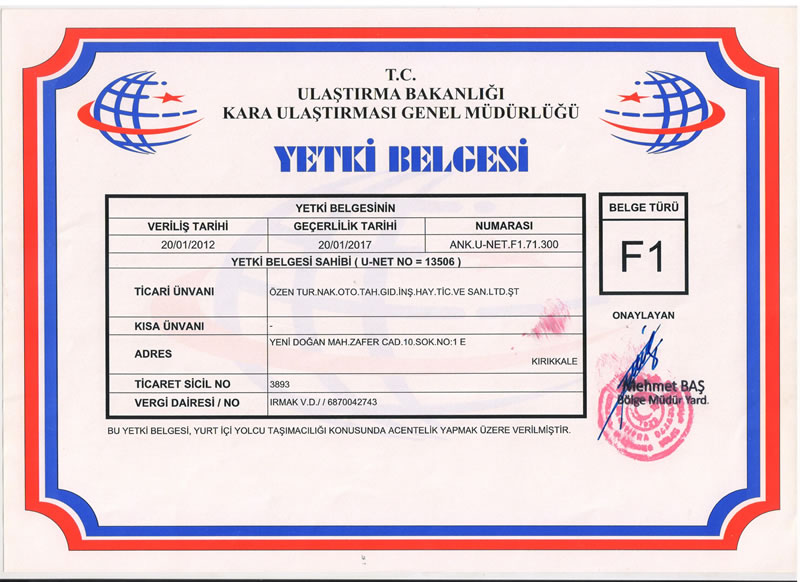 T.C.
ULAŞTIRMA BAKANLIĞI
KARA ULAŞTIRMASI GENEL MÜDÜRLÜĞÜ
YETKİ BELGESİ
YETKİ BELGESİNİN
VERİLİŞ TARİHİ GEÇERLİLİK TARİHİ NUMARASI
20/01/2012 20/01/2017 ANK.U-NET.F1.71.300
YETKİ BELGESİ SAHİBİ ( U-NET NO = 13506 )
TİCARİ ÜNVANI ÖZEN TUR.NAK.OTO.TAH.GID.İNŞ.HAY.TİC.VE SAN.LTD.ŞT
KISA ÜNVANI -
ADRES YENİ DOĞAN MAH.ZAFER CAD.10.SOK.NO:1 E
KIRIKKALE
TİCARET SİCİL NO 3893
VERGİ DAİRESİ / NO IRMAK V.D./ / 6870042743
BU YETKİ BELGESİ, YURT İÇİ YOLCU TAŞIMACILIĞI KONUSUNDA ACENTELİK YAPMAK ÜZERE VERİLMİŞTİR.
BELGE TÜRÜ
F1
ONAYLAYAN
Mehmet BAŞ
Bölge Müdür Yard.